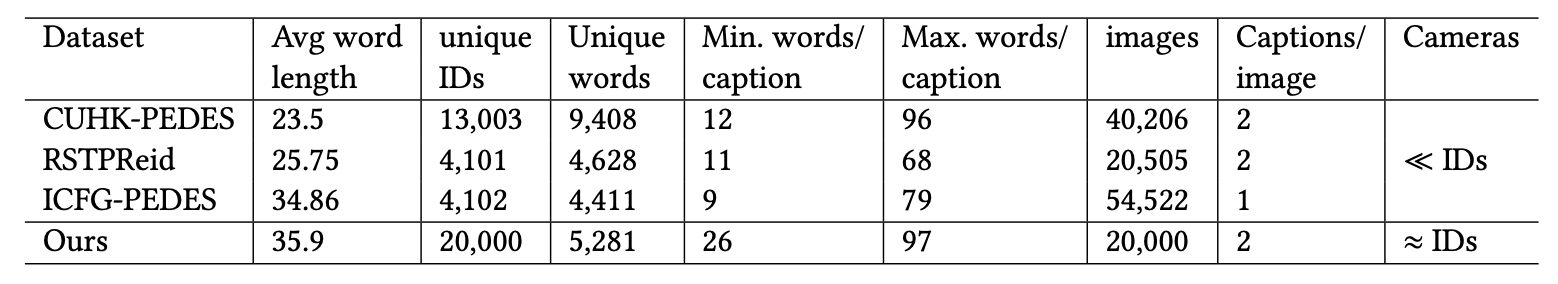 Dataset Avg word length unique IDs Unique words Min. words/ caption Max. words/ caption images Captions/ image Cameras
CUHK-PEDES 23.5 13,003 9,408 12 96 40,206 2
RSTPReid 25.75 4,101 4,628 11 68 20,505 2 ≪ IDs
ICFG-PEDES 34.86 4,102 4,411 9 79 54,522 1
Ours 35.9 20,000 5,281 26 97 20,000 2 ≈ IDs